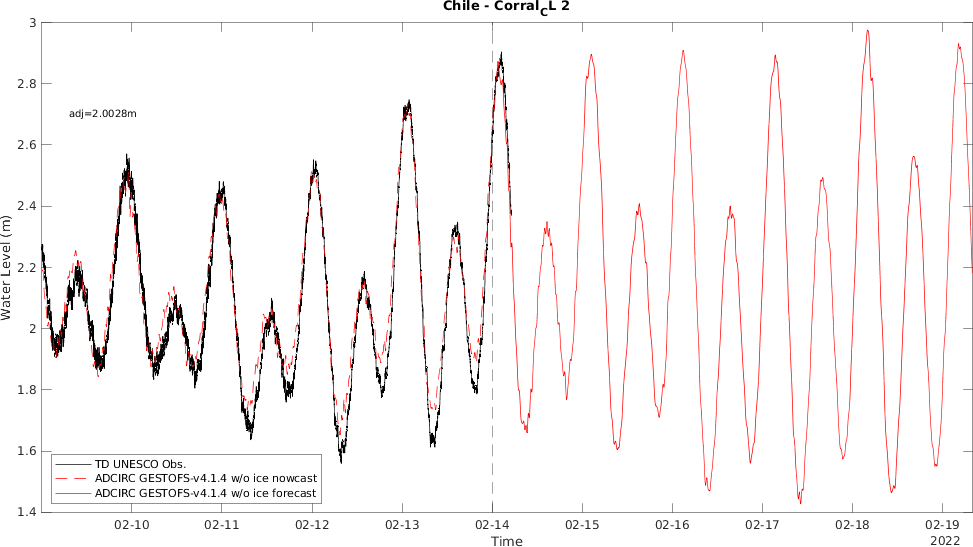 Chile - Corral_CL 2
3
2.8
2.6
2.4
2.2
2
1.8
1.6
1.4
Water Level (m)
adj=2.0028m
TD UNESCO Obs.
ADCIRC GESTOFS-v4.1.4 w/o ice nowcast
ADCIRC GESTOFS-v4.1.4 w/o ice forecast
02-10 02-11 02-12 02-13 02-14 02-15 02-16 02-17 02-18 02-19
Time 2022